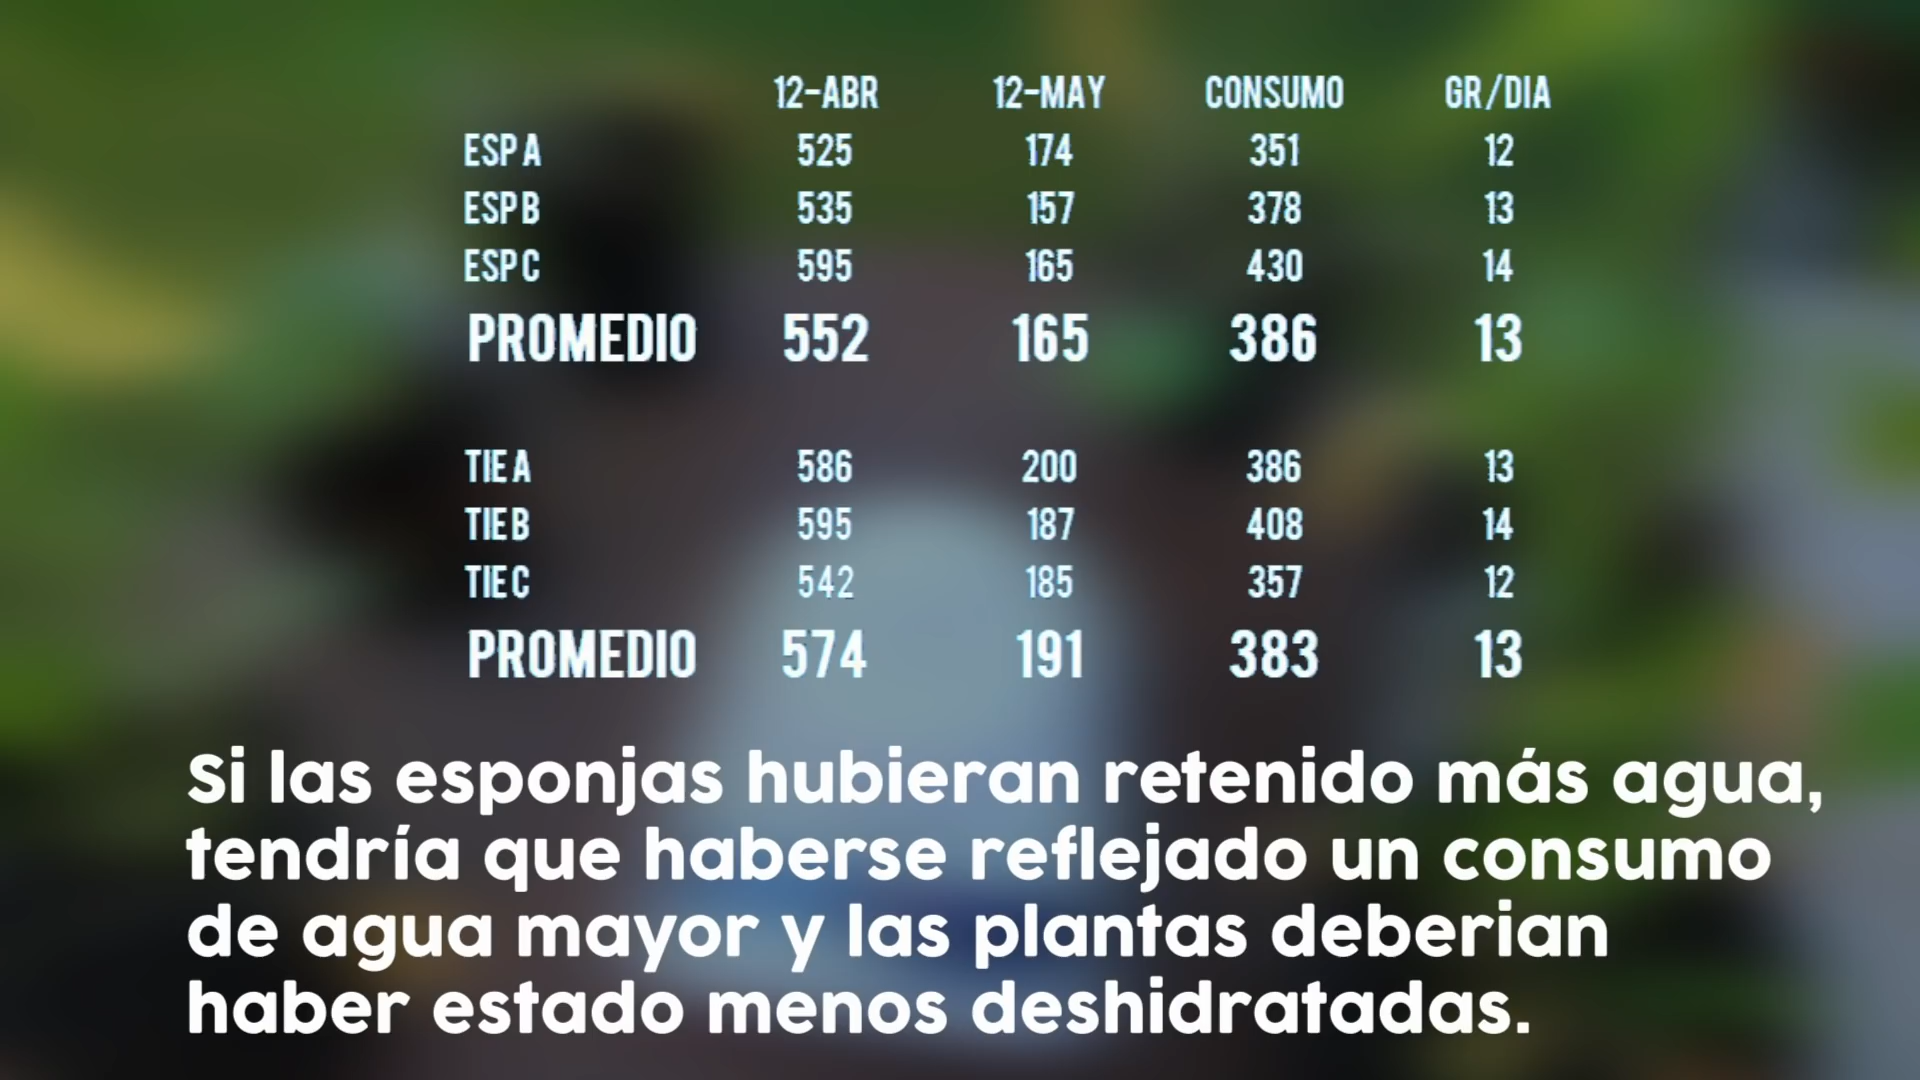 12-ABR 12-MAY CONSUMO GR/DIA
ESP A 525 174 351 12
ESP B 535 157 378 13
ESP C 595 165 430 14
PROMEDIO 552 165 386 13
TIE A 586 200 386 13
TIE B 595 187 408 14
TIE C 542 185 357 12
PROMEDIO 574 191 383 13
Si las esponjas hubieran retenido más agua,
tendría que haberse reflejado un consumo
de agua mayor y las plantas deberian
haber estado menos deshidratadas.